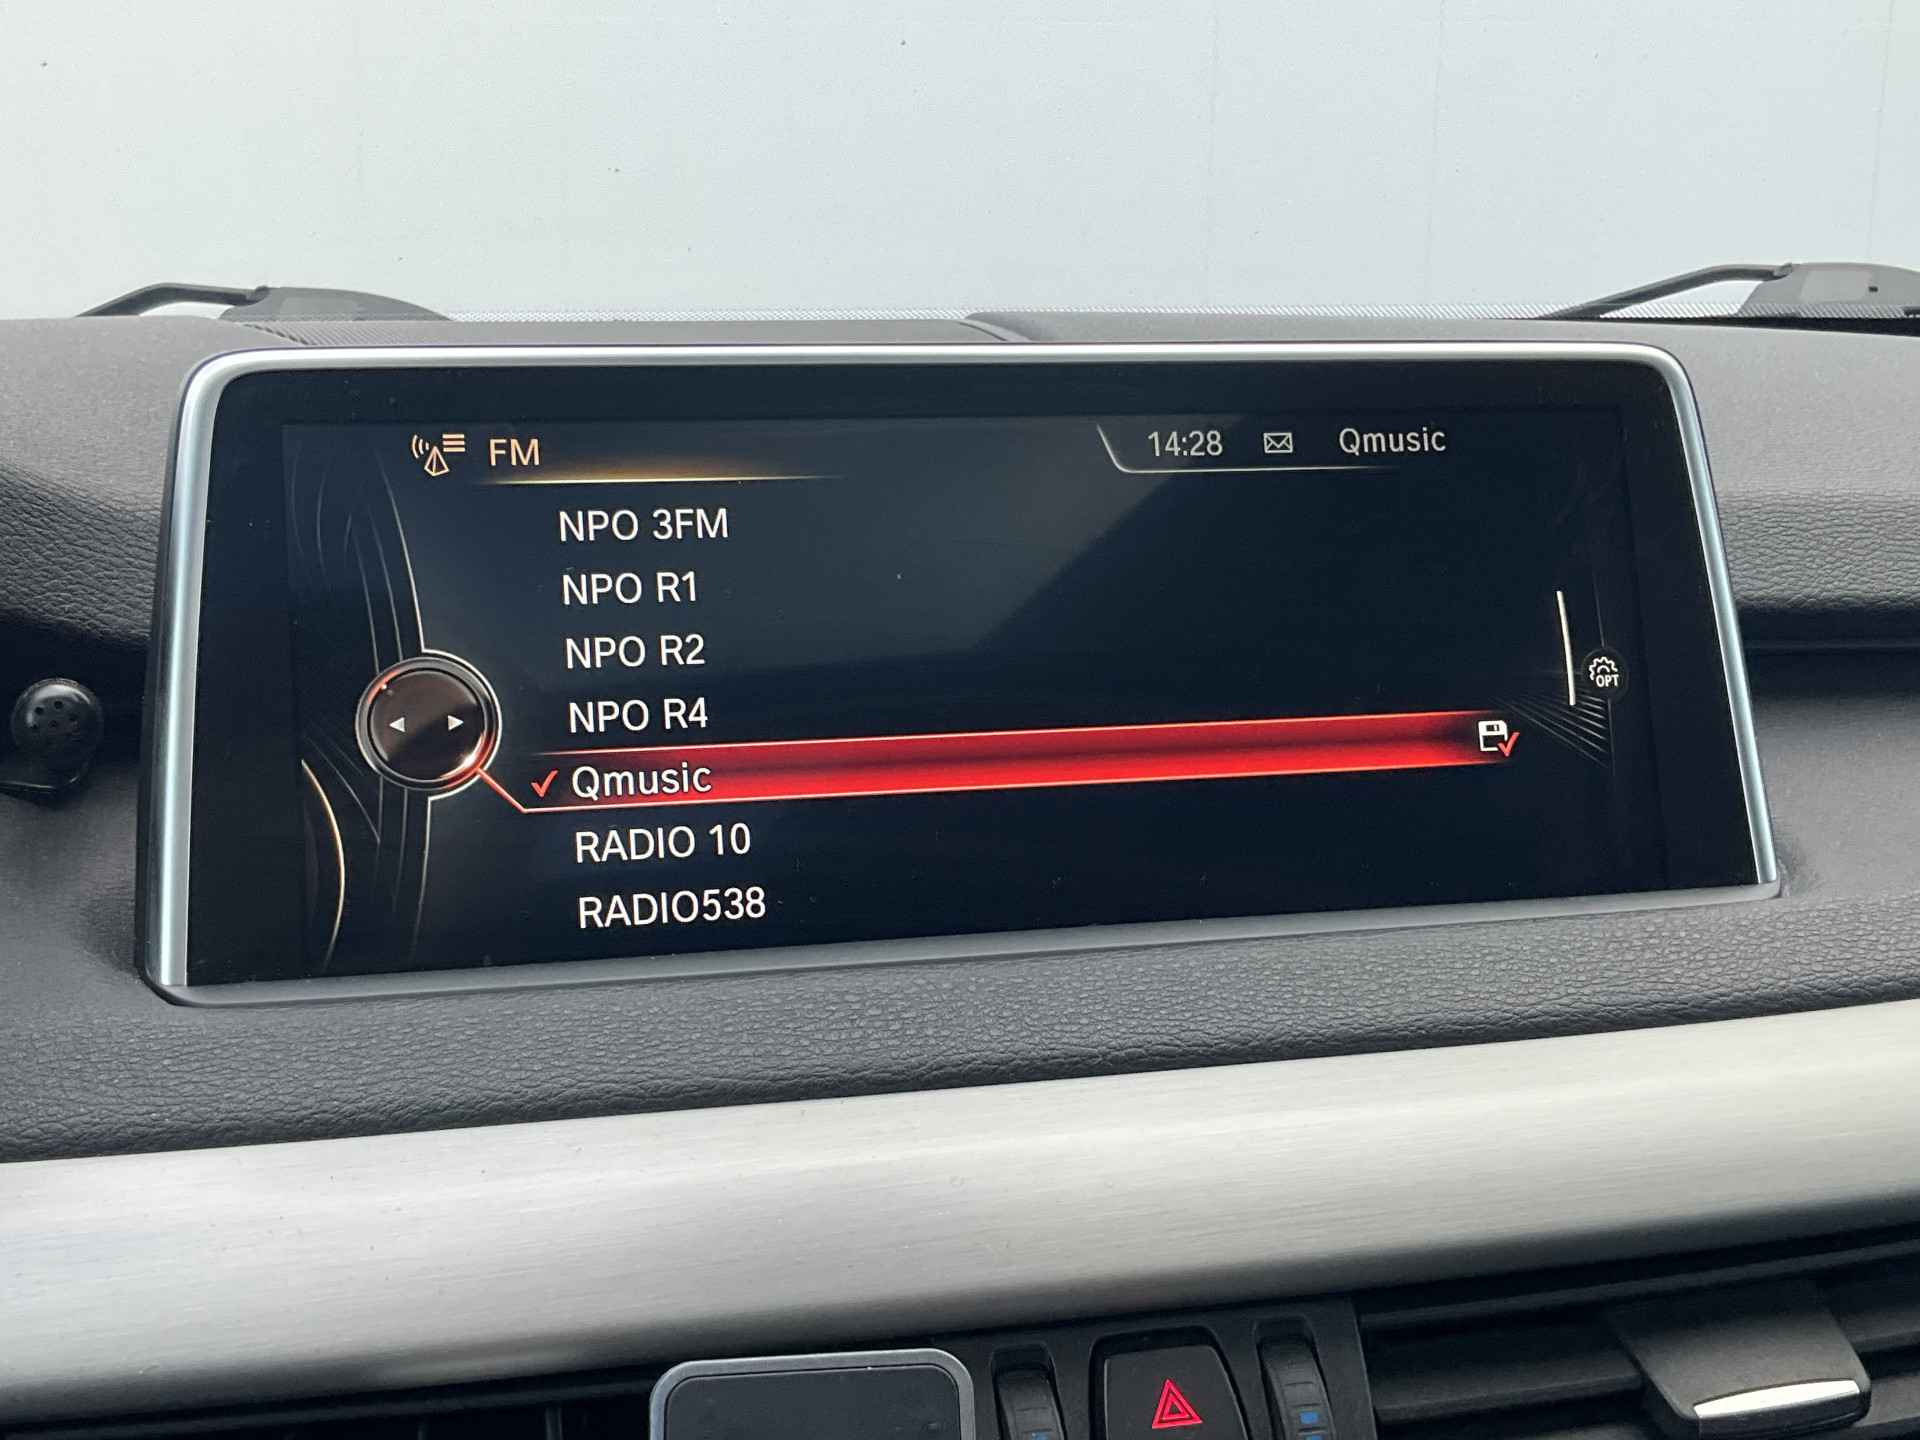 FM
14:28 Qmusic
NPO 3FM
NPO R1
NPO R2
NPO R4
Qmusic
RADIO 10
RADIO538
OPT